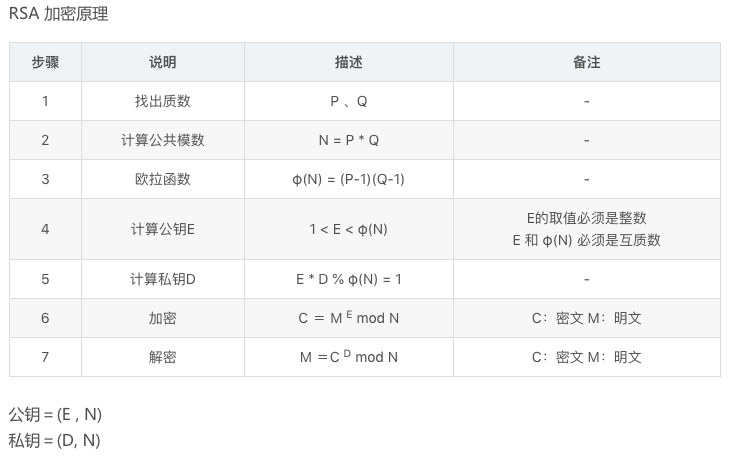 RSA 加密原理
步骤 说明 描述 备注
1 找出质数 P 、Q -
2 计算公共模数 N = P * Q -
3 欧拉函数 φ(N) = (P-1)(Q-1) -
4 计算公钥E 1 < E < φ(N) E的取值必须是整数
E 和 φ(N) 必须是互质数
5 计算私钥D E * D % φ(N) = 1 -
6 加密 C ＝ M E mod N C：密文 M：明文
7 解密 M ＝C D mod N C：密文 M：明文
公钥＝(E , N)
私钥＝(D, N)